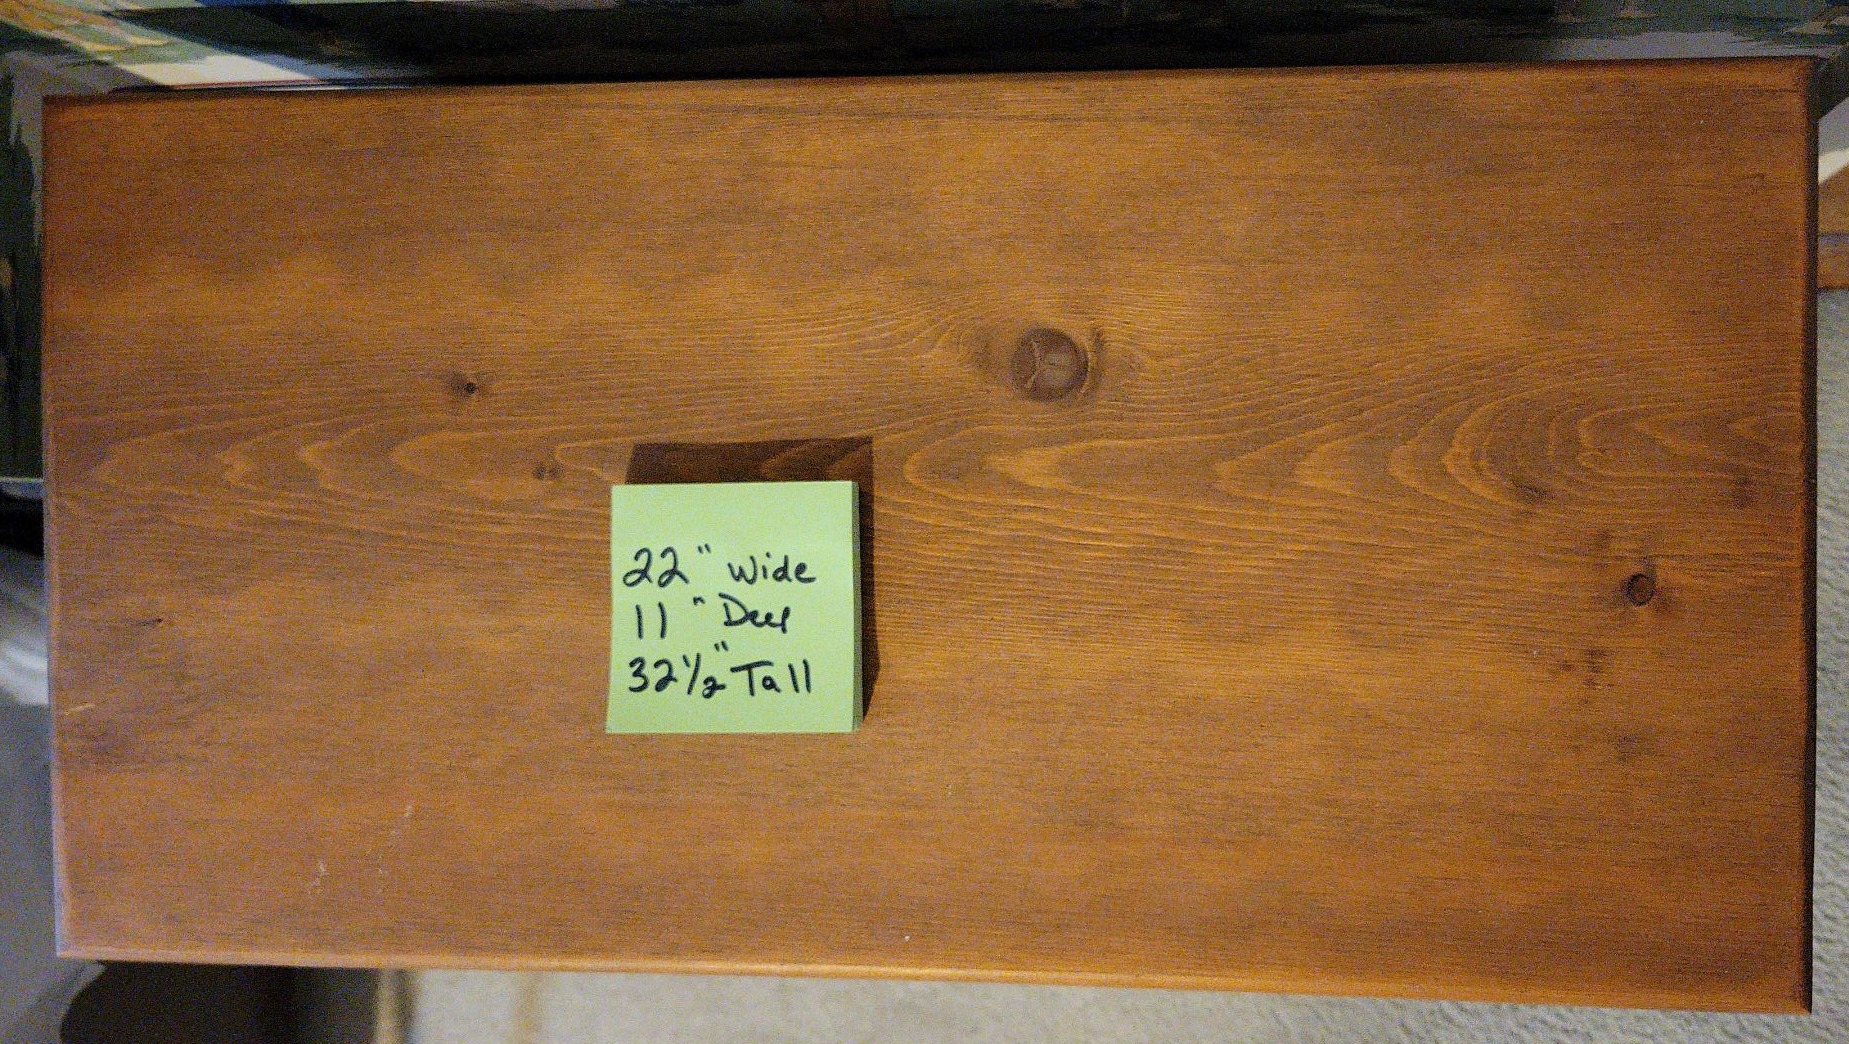 22" Wide
11" Deep
32½" Tall